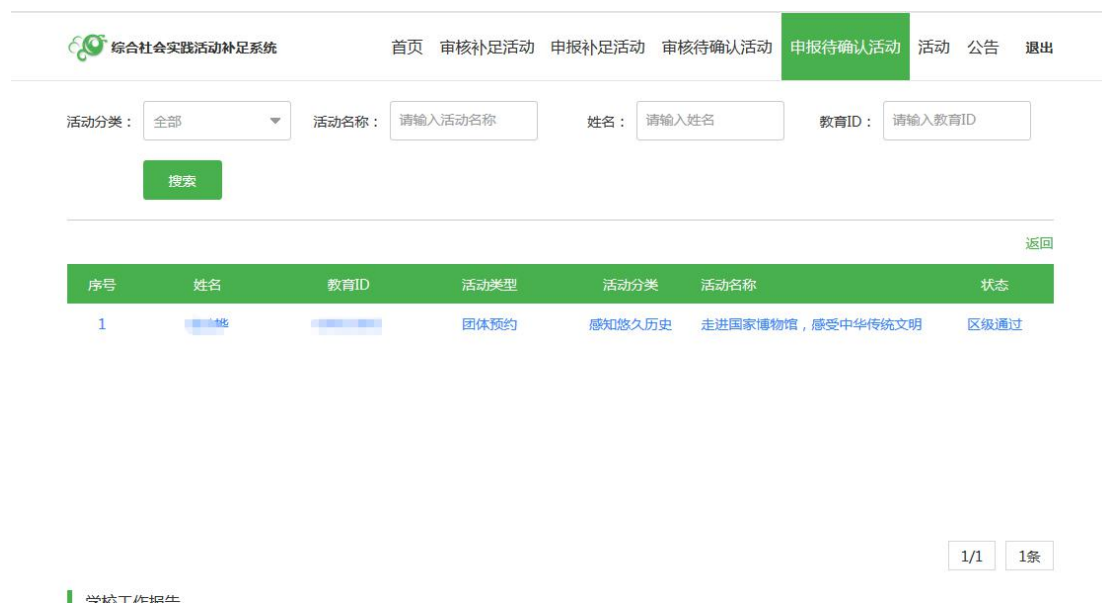 综合社会实践活动补足系统 首页 审核补足活动 申报补足活动 审核待确认活动 申报待确认活动 活动 公告 退出
活动分类： 全部 活动名称： 请输入活动名称 姓名： 请输入姓名 教育ID： 请输入教育ID
搜索
返回
序号 姓名 教育ID 活动类型 活动分类 活动名称 状态
1 团体预约 感知悠久历史 走进国家博物馆，感受中华传统文明 区级通过
1/1 1条
学校工作报告